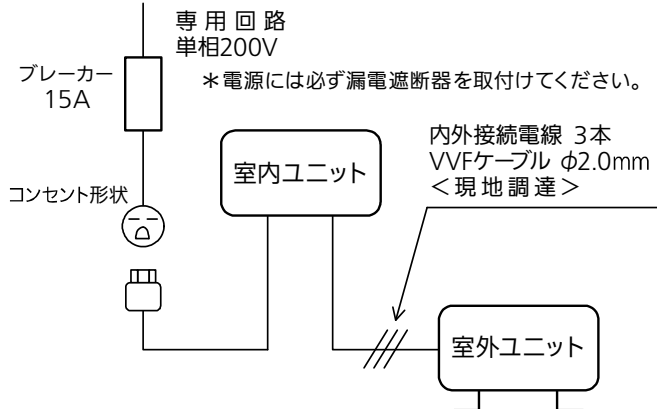 専用回路
単相200V
ブレーカー
15A
＊電源には必ず漏電遮断器を取付けてください。
内外接続電線 3本
VVFケーブル φ2.0mm
＜現地調達＞
室内ユニット
コンセント形状
室外ユニット